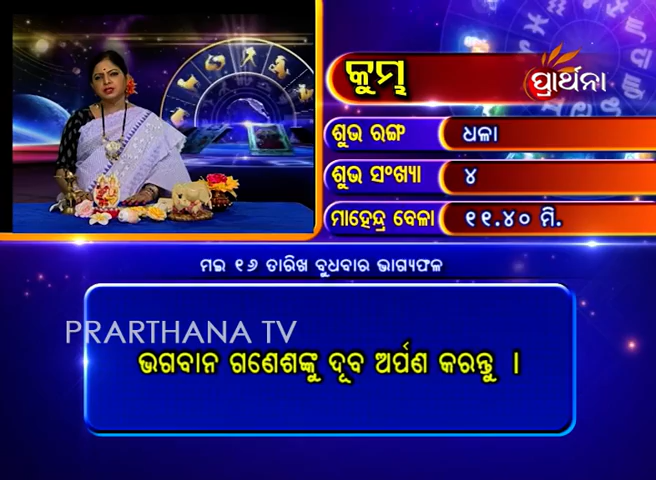 କୁମ୍ଭ
ପ୍ରାର୍ଥନା
ଶୁଭ ରଙ୍ଗ ଧଳା
ଶୁଭ ସଂଖ୍ୟା ୪
ମାହେନ୍ଦ୍ର ବେଳା ୧୧.୪୦ ମି.
ମଇ ୧୬ ତାରିଖ ବୁଧବାର ଭାଗ୍ୟଫଳ
PRARTHANA TV
ଭଗବାନ ଗଣେଶଙ୍କୁ ଦୂବ ଅର୍ପଣ କରନ୍ତୁ ।